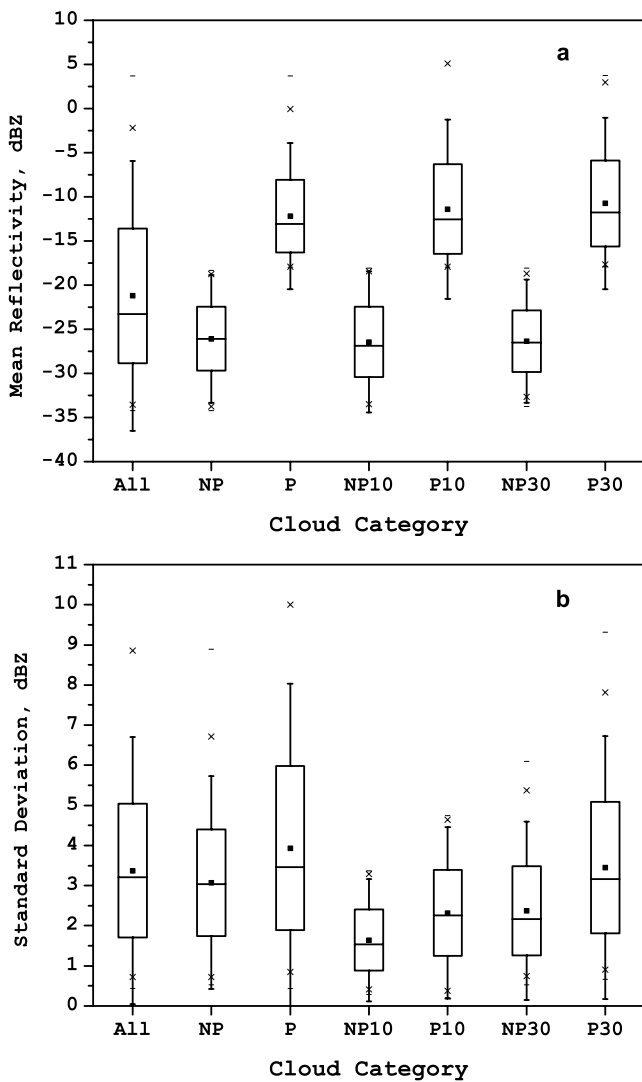 a
Mean Reflectivity, dBZ
10
5
0
-5
-10
-15
-20
-25
-30
-35
-40
All NP P NP10 P10 NP30 P30
Cloud Category
b
Standard Deviation, dBZ
11
10
9
8
7
6
5
4
3
2
1
0
All NP P NP10 P10 NP30 P30
Cloud Category